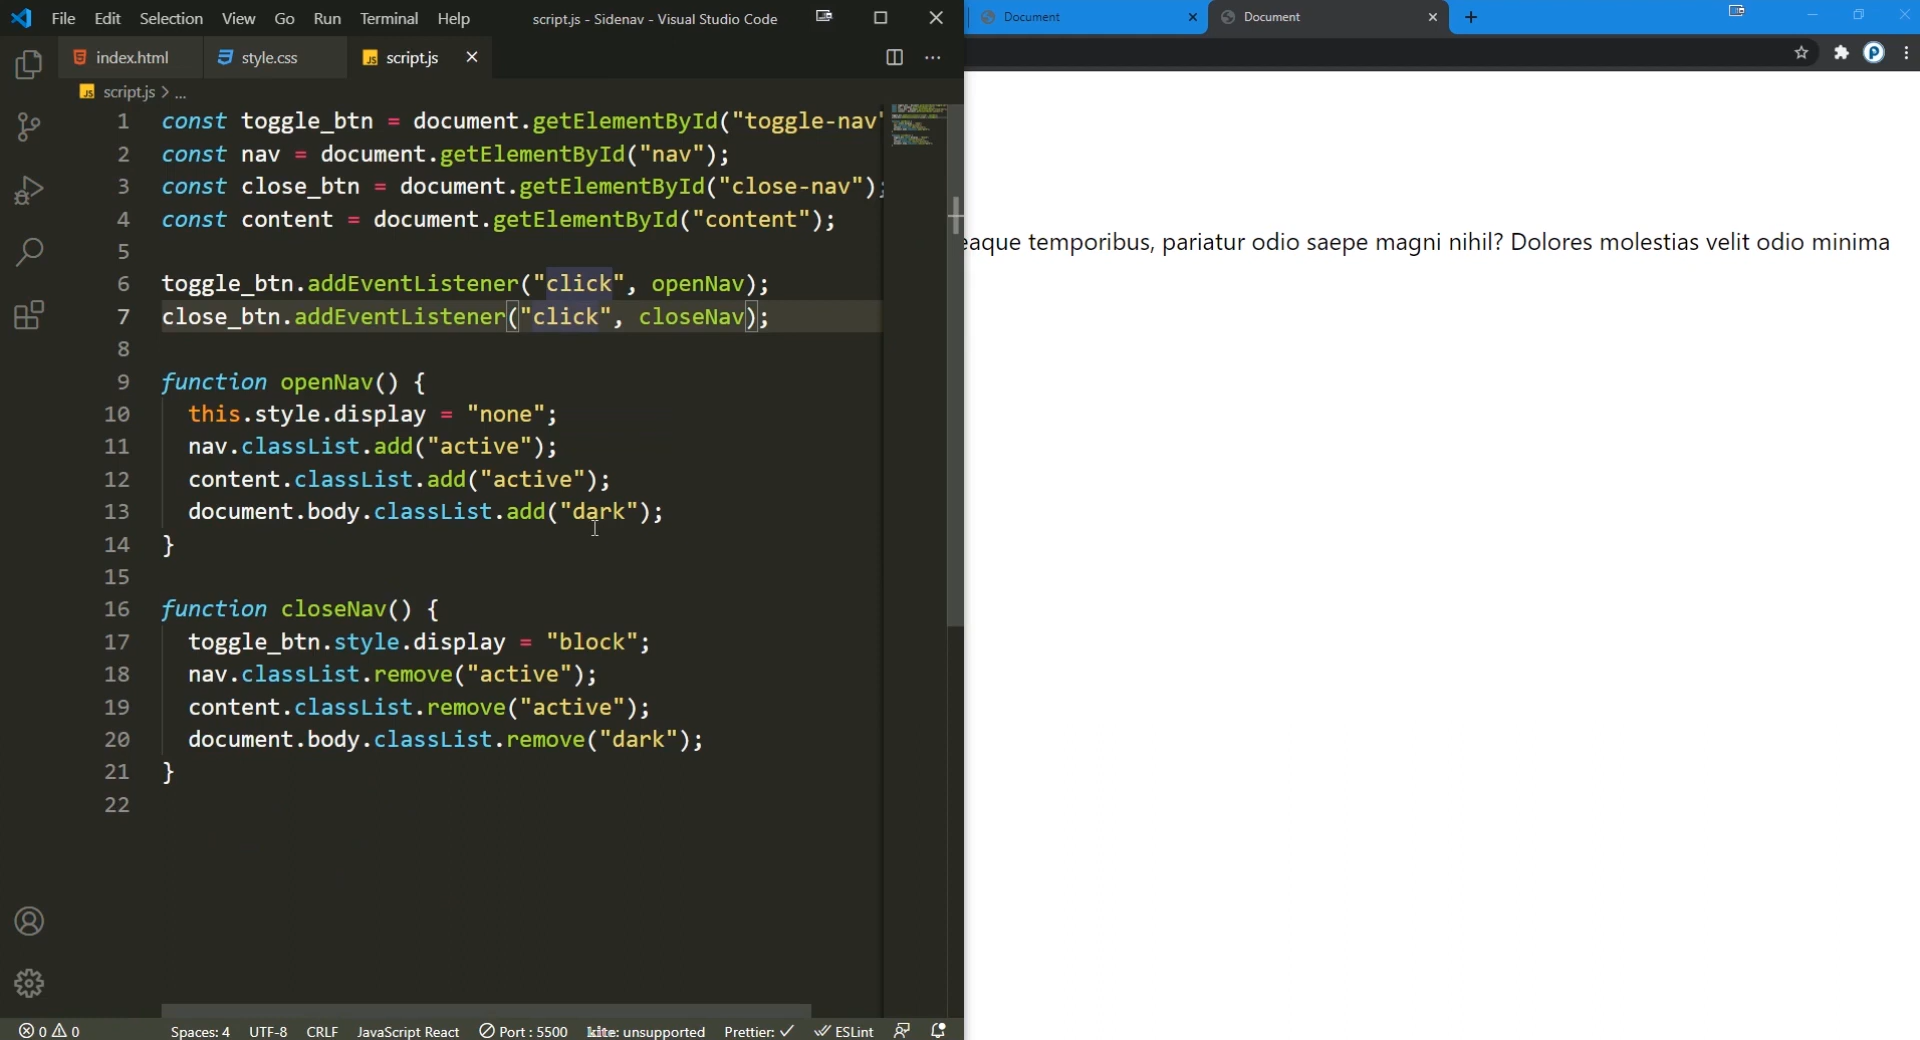 File Edit Selection View Go Run Terminal Help script.js - Sidenav - Visual Studio Code
Document
Document
index.html
style.css
script.js
script.js > ...
1 const toggle_btn = document.getElementById("toggle-nav"
2 const nav = document.getElementById("nav");
3 const close_btn = document.getElementById("close-nav");
4 const content = document.getElementById("content");
5
6 toggle_btn.addEventListener("click", openNav);
7 close_btn.addEventListener("click", closeNav);
8
9 function openNav() {
10 this.style.display = "none";
11 nav.classList.add("active");
12 content.classList.add("active");
13 document.body.classList.add("dark");
14 }
15
16 function closeNav() {
17 toggle_btn.style.display = "block";
18 nav.classList.remove("active");
19 content.classList.remove("active");
20 document.body.classList.remove("dark");
21 }
22
eaque temporibus, pariatur odio saepe magni nihil? Dolores molestias velit odio minima
0 0 Spaces: 4 UTF-8 CRLF JavaScript React Port : 5500 kite: unsupported Prettier: ESLint